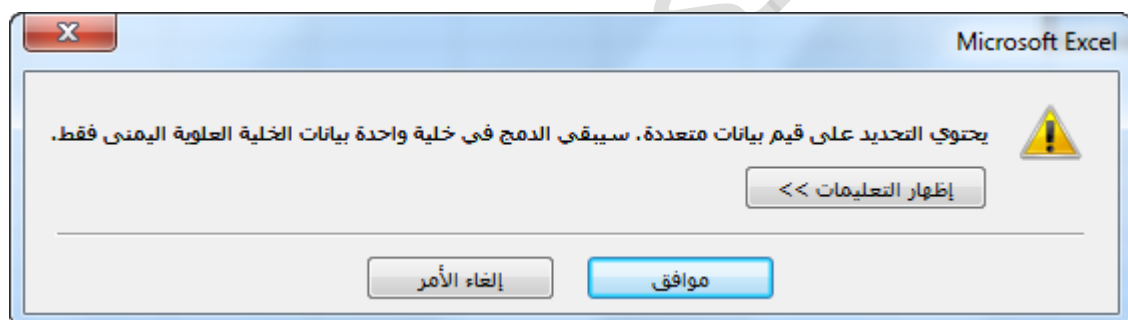 Microsoft Excel
يحتوي التحديد على قيم بيانات متعددة. سيبقي الدمج في خلية واحدة بيانات الخلية العلوية اليمنى فقط.
إظهار التعليمات >>
موافق
إلغاء الأمر